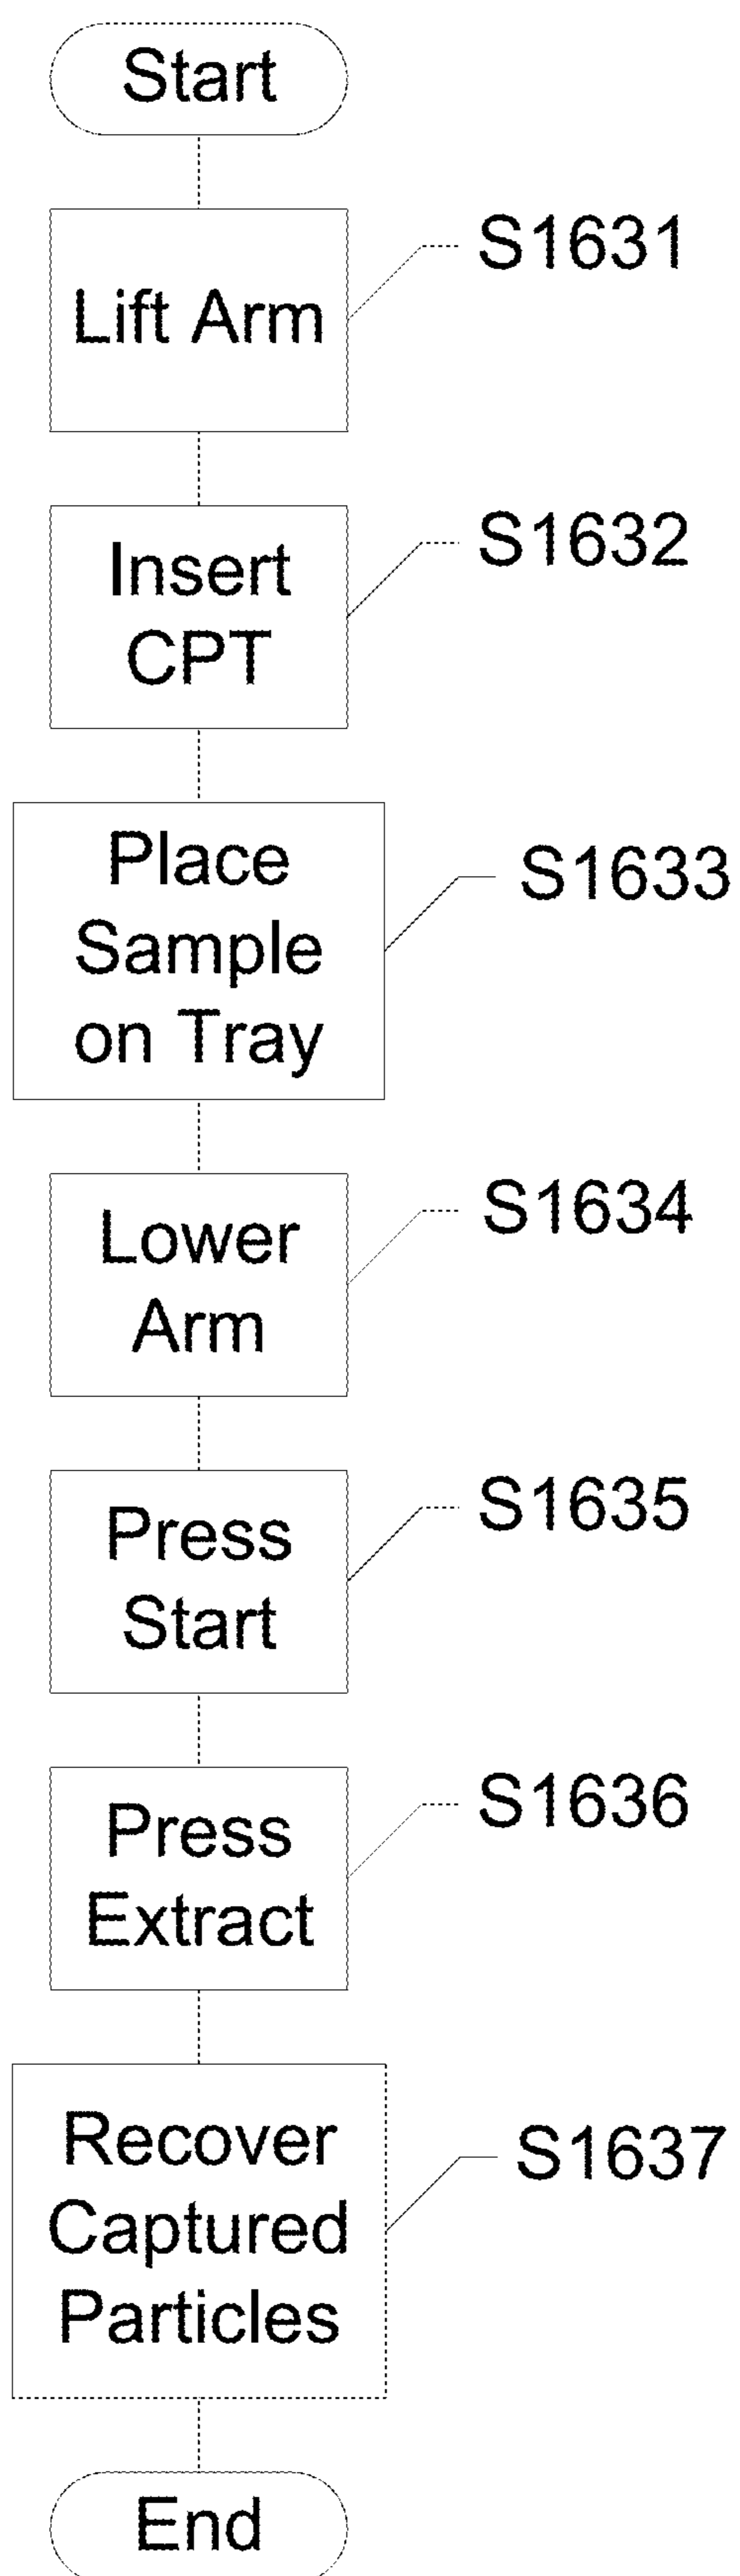 Start
S1631
Lift Arm
S1632
Insert
CPT
S1633
Place
Sample
on Tray
S1634
Lower
Arm
S1635
Press
Start
S1636
Press
Extract
S1637
Recover
Captured
Particles
End